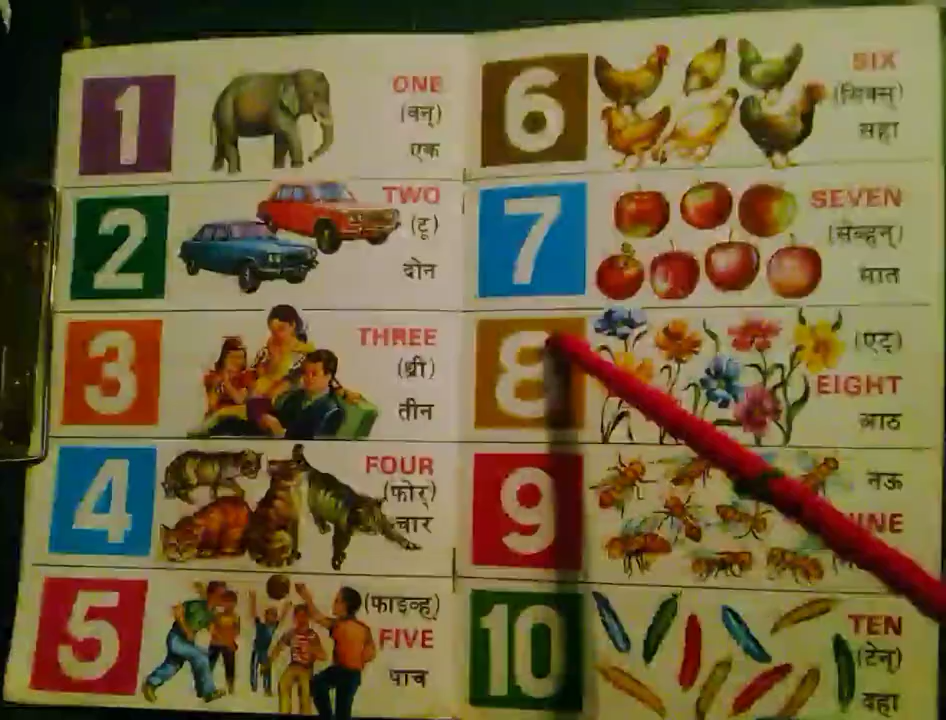 1
ONE
(वन्)
एक
2
TWO
(टू)
दोन
3
THREE
(थ्री)
तीन
4
FOUR
(फोर्)
चार
5
(फाइव्ह्)
FIVE
पाच
6
SIX
(सिक्स्)
सहा
7
SEVEN
(सेव्हन्)
सात
8
(एट्)
EIGHT
आठ
9
नऊ
NINE
10
TEN
(टेन्)
दहा